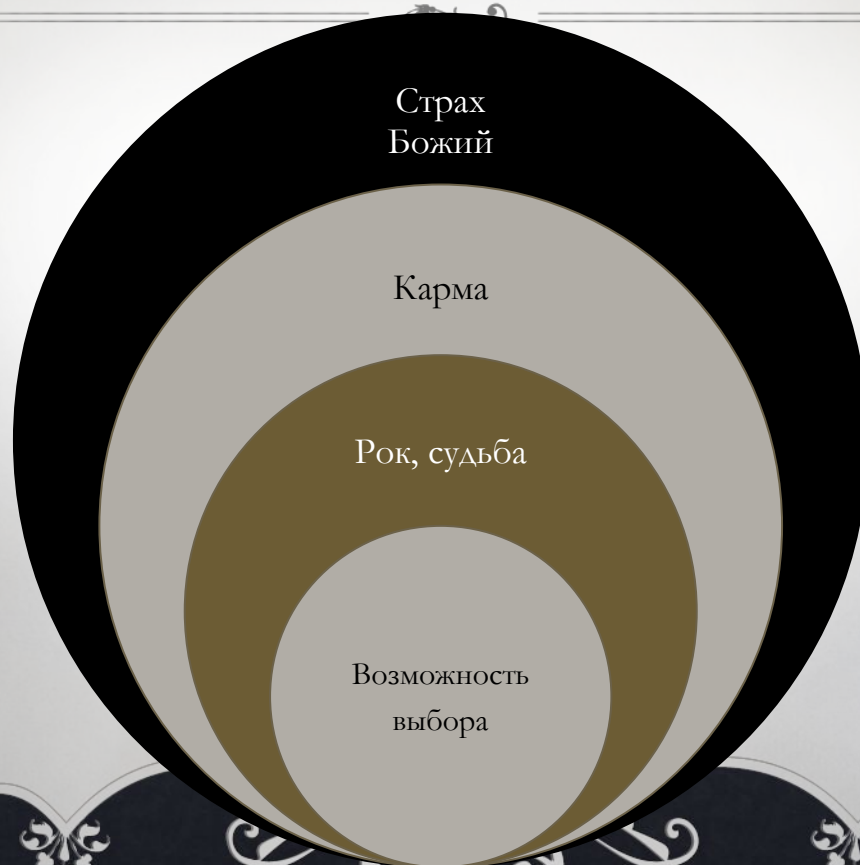 Страх
Божий
Карма
Рок, судьба
Возможность
выбора